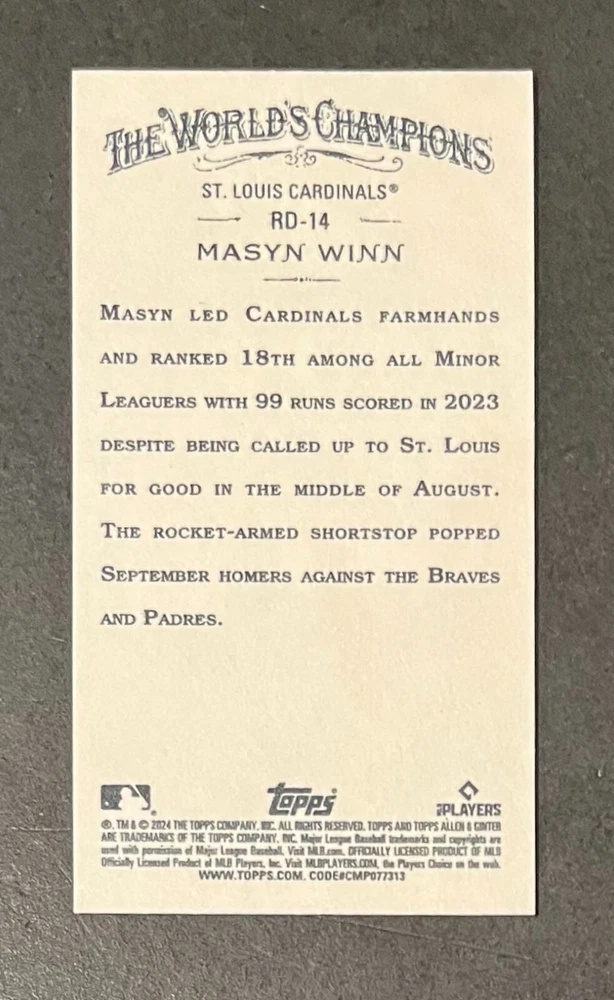 THE WORLD'S CHAMPIONS
ST. LOUIS CARDINALS®
RD-14
MASYN WINN
MASYN LED CARDINALS FARMHANDS
AND RANKED 18TH AMONG ALL MINOR
LEAGUERS WITH 99 RUNS SCORED IN 2023
DESPITE BEING CALLED UP TO ST. LOUIS
FOR GOOD IN THE MIDDLE OF AUGUST.
THE ROCKET-ARMED SHORTSTOP POPPED
SEPTEMBER HOMERS AGAINST THE BRAVES
AND PADRES.
topps
PLAYERS
®, TM & © 2024 THE TOPPS COMPANY, INC. ALL RIGHTS RESERVED. TOPPS AND TOPPS ALLEN & GINTER
ARE TRADEMARKS OF THE TOPPS COMPANY, INC. Major League Baseball trademarks and copyrights are
used with permission of Major League Baseball. Visit MLB.com. OFFICIALLY LICENSED PRODUCT OF MLB
Officially Licensed Product of MLB Players, Inc. Visit MLBPLAYERS.COM, the Players Choice on the web.
WWW.TOPPS.COM. CODE#CMP077313